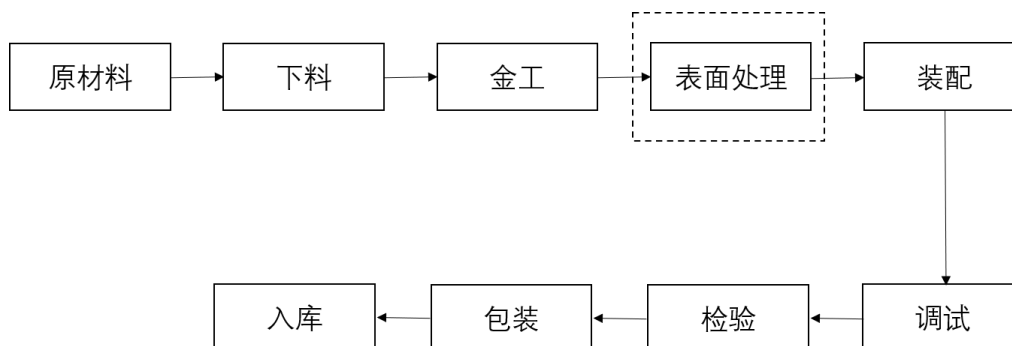 原材料
下料
金工
表面处理
装配
调试
检验
包装
入库